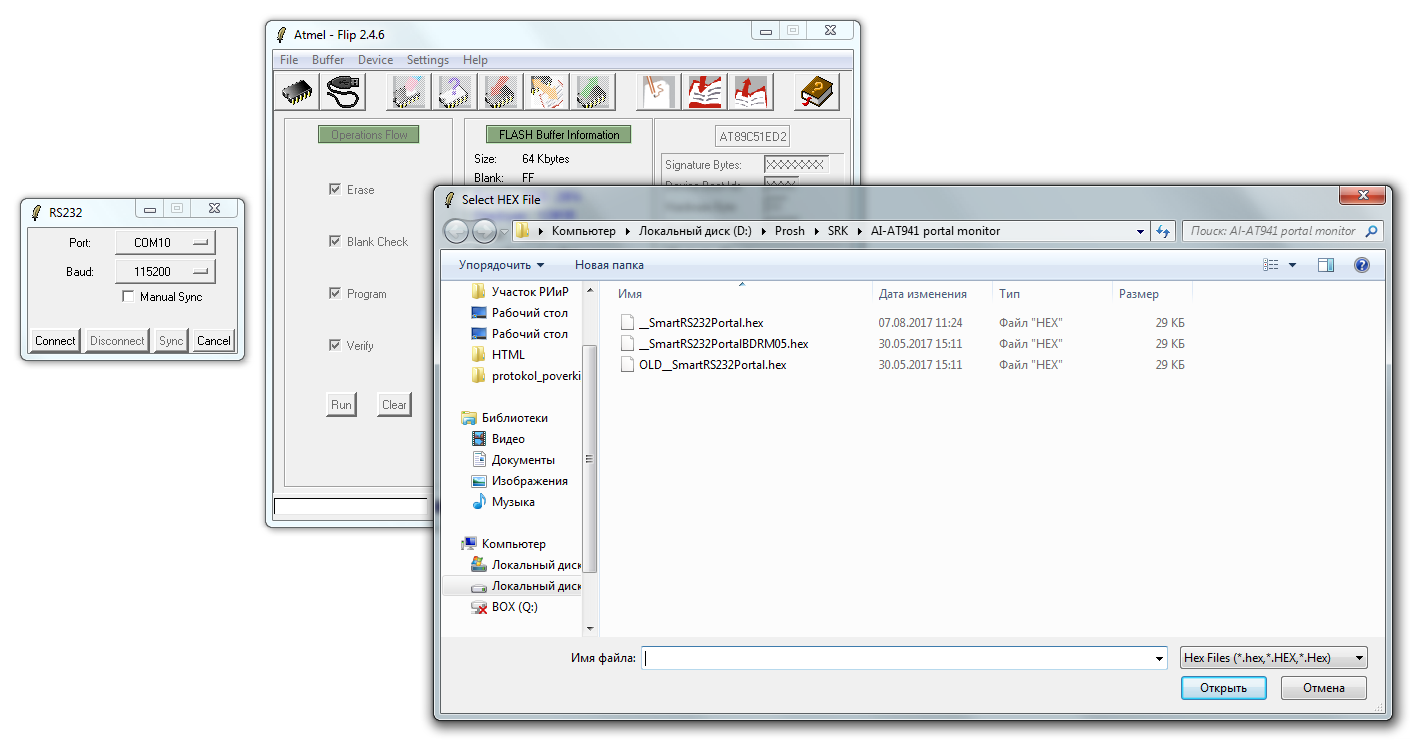 Atmel - Flip 2.4.6
File Buffer Device Settings Help
Operations Flow
Erase
Blank Check
Program
Verify
Run Clear
FLASH Buffer Information
Size: 64 Kbytes
Blank: FF
AT89C51ED2
Signature Bytes: XXXXXXXX
RS232
Port: COM10
Baud: 115200
Manual Sync
Connect Disconnect Sync Cancel
Select HEX File
Компьютер Локальный диск (D:) Prosh SRK AI-AT941 portal monitor
Поиск: AI-AT941 portal monitor
Упорядочить Новая папка
Участок РИиР
Рабочий стол
Рабочий стол
HTML
protokol_poverki
Библиотеки
Видео
Документы
Изображения
Музыка
Компьютер
Локальный диск
Локальный диск
BOX (Q:)
Имя Дата изменения Тип Размер
__SmartRS232Portal.hex 07.08.2017 11:24 Файл "HEX" 29 КБ
__SmartRS232PortalBDRM05.hex 30.05.2017 15:11 Файл "HEX" 29 КБ
OLD__SmartRS232Portal.hex 30.05.2017 15:11 Файл "HEX" 29 КБ
Имя файла:
Hex Files (*.hex,*.HEX,*.Hex)
Открыть Отмена